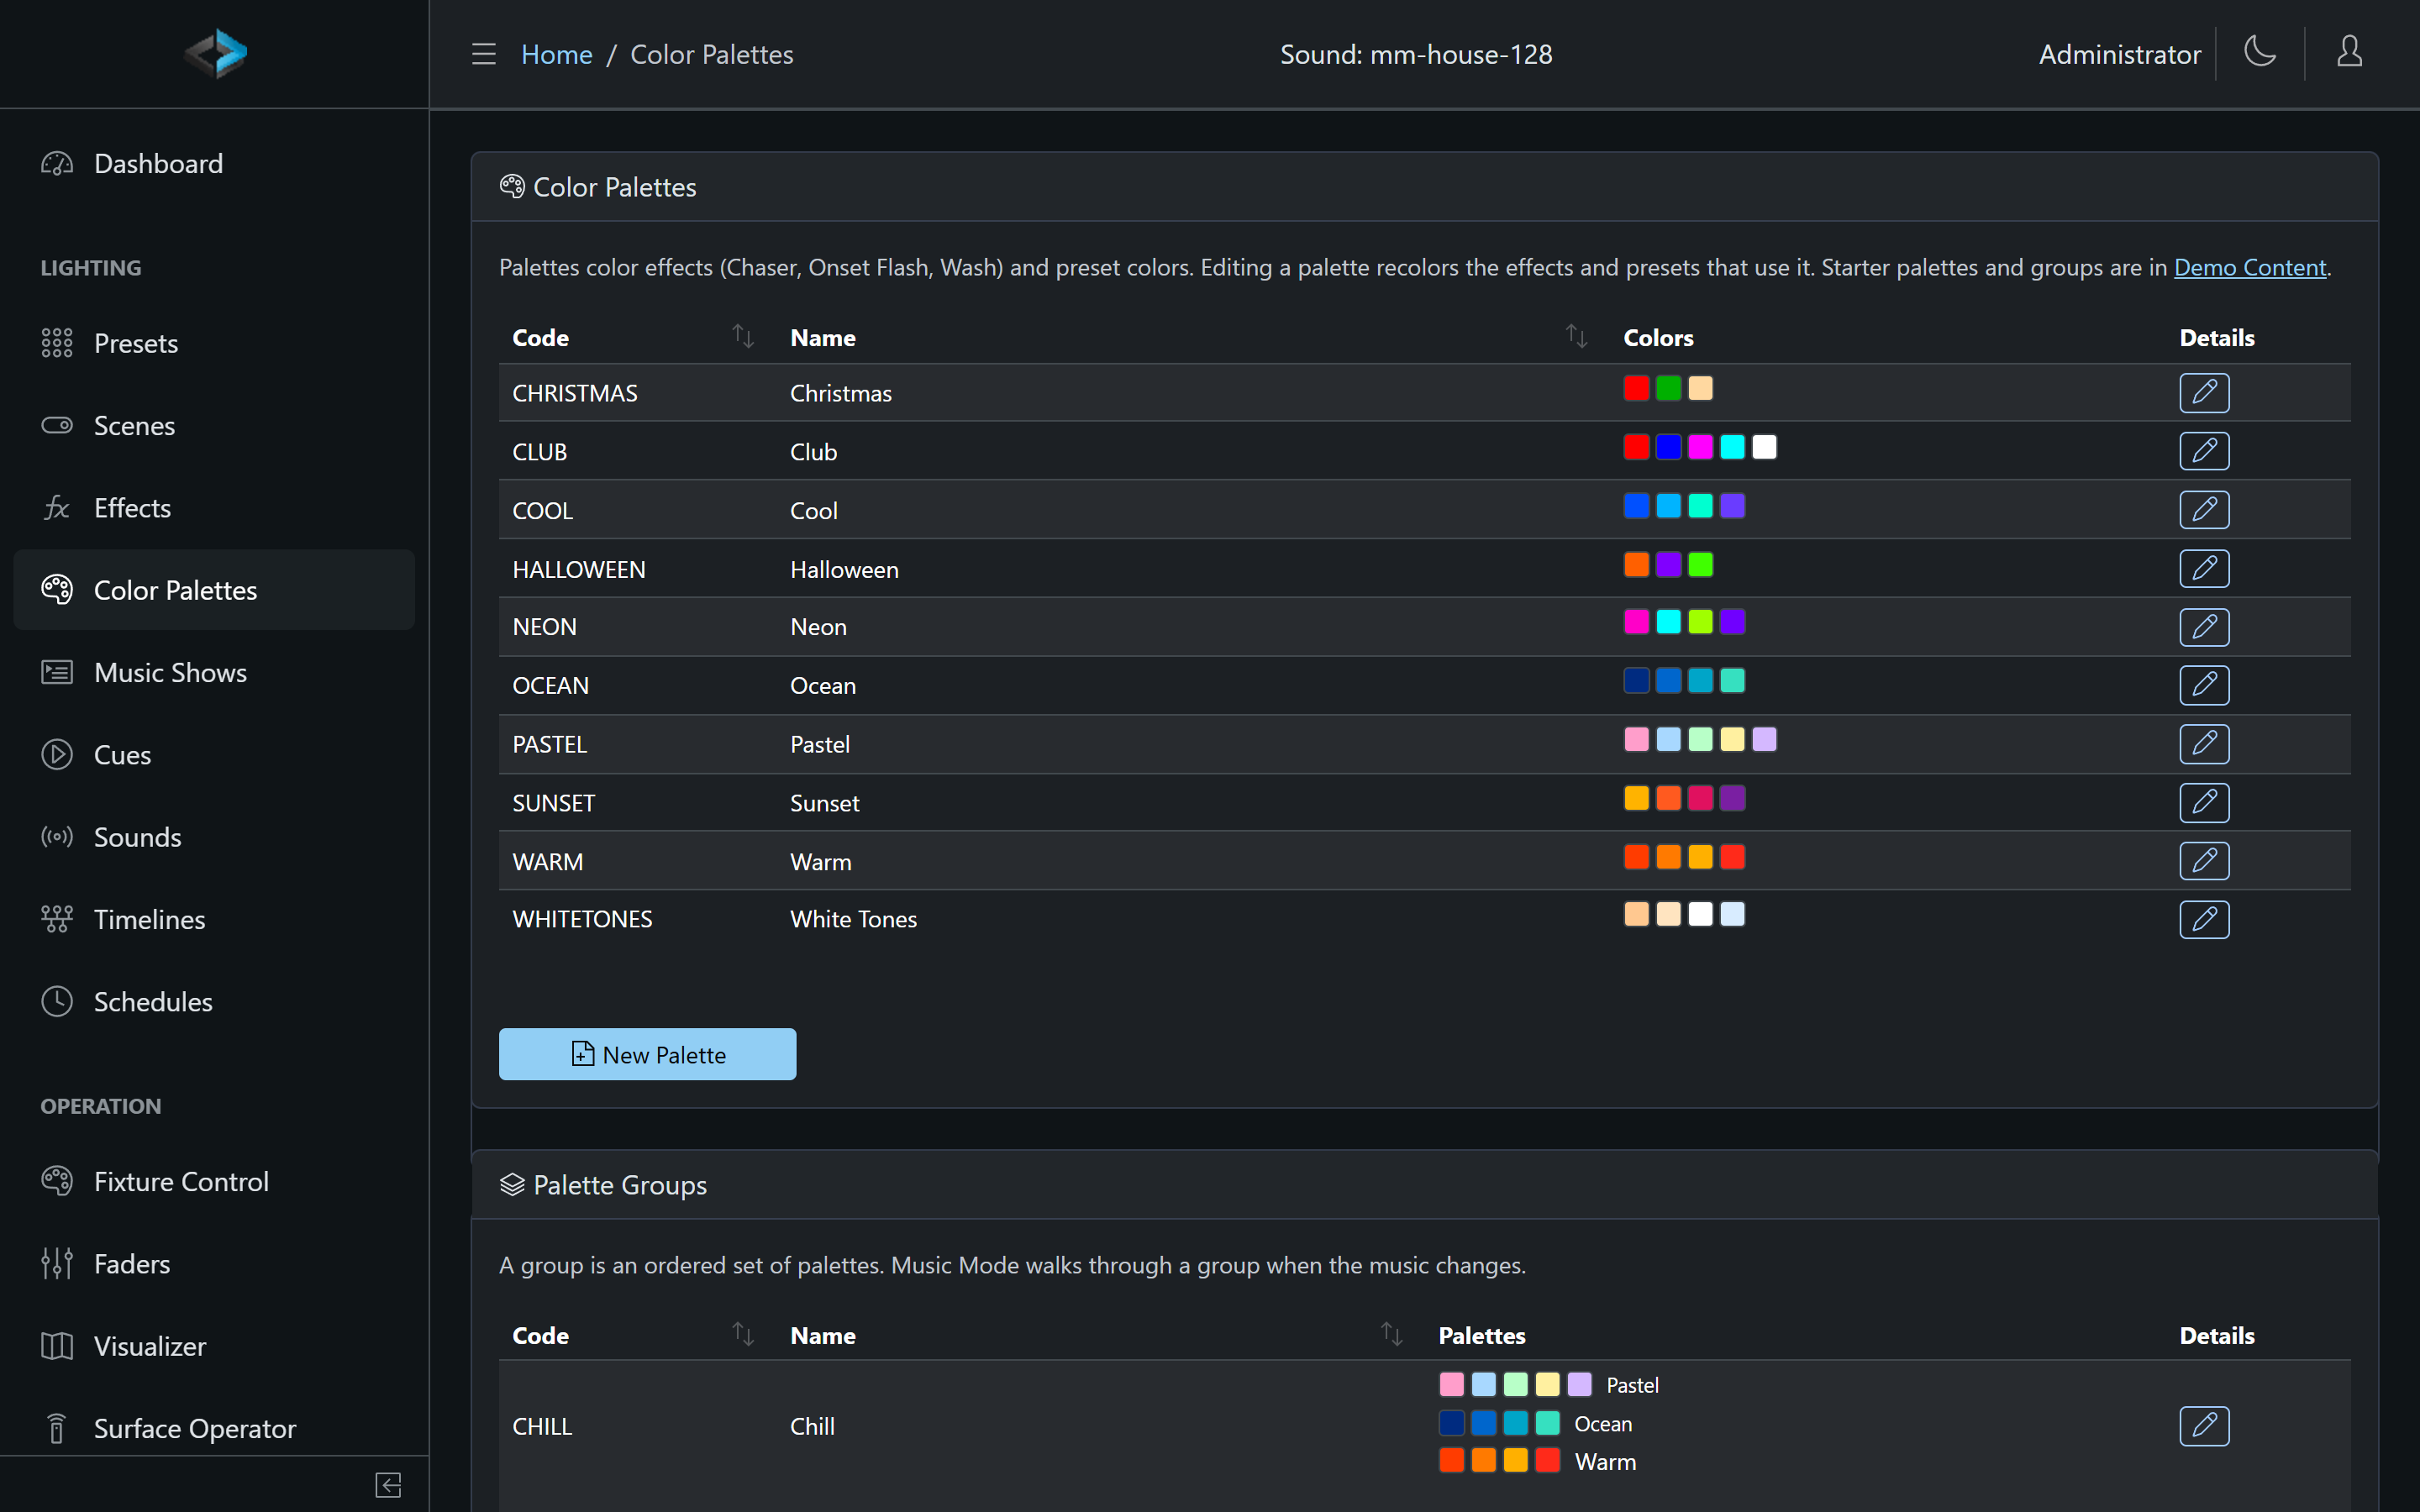 Home / Color Palettes
Sound: mm-house-128
Administrator
Dashboard
LIGHTING
Presets
Scenes
Effects
Color Palettes
Music Shows
Cues
Sounds
Timelines
Schedules
OPERATION
Fixture Control
Faders
Visualizer
Surface Operator
Color Palettes
Palettes color effects (Chaser, Onset Flash, Wash) and preset colors. Editing a palette recolors the effects and presets that use it. Starter palettes and groups are in Demo Content.
Code Name Colors Details
CHRISTMAS Christmas
CLUB Club
COOL Cool
HALLOWEEN Halloween
NEON Neon
OCEAN Ocean
PASTEL Pastel
SUNSET Sunset
WARM Warm
WHITETONES White Tones
New Palette
Palette Groups
A group is an ordered set of palettes. Music Mode walks through a group when the music changes.
Code Name Palettes Details
CHILL Chill
Pastel
Ocean
Warm